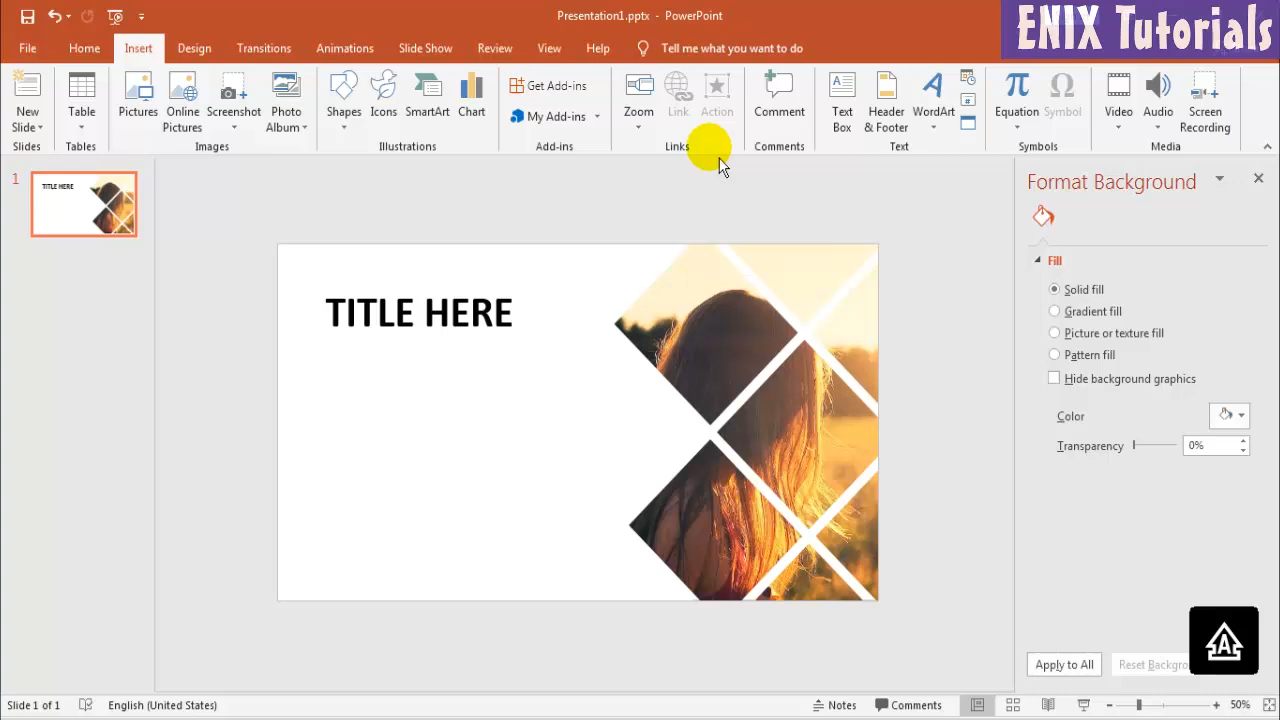 Presentation1.pptx - PowerPoint
ENIX Tutorials
File Home Insert Design Transitions Animations Slide Show Review View Help Tell me what you want to do
New Slide
Table
Pictures
Online Pictures
Screenshot
Photo Album
Shapes
Icons
SmartArt
Chart
Get Add-ins
My Add-ins
Zoom
Link
Action
Comment
Text Box
Header & Footer
WordArt
Equation
Symbol
Video
Audio
Screen Recording
Slides Tables Images Illustrations Add-ins Links Comments Text Symbols Media
1
TITLE HERE
TITLE HERE
Format Background
Fill
Solid fill
Gradient fill
Picture or texture fill
Pattern fill
Hide background graphics
Color
Transparency 0%
A
Apply to All Reset Backgro
Slide 1 of 1 English (United States) Notes Comments 50%